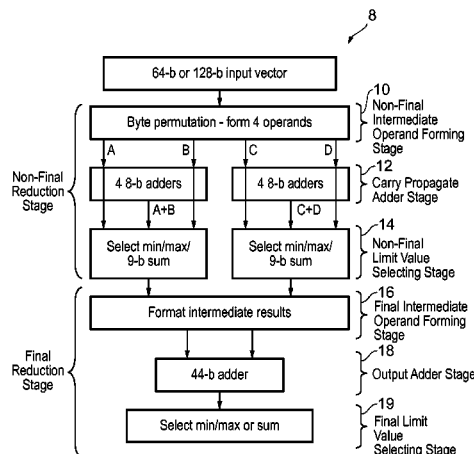 8
64-b or 128-b input vector
10
Byte permutation - form 4 operands
Non-Final
Intermediate
Operand Forming
Stage
A
B
C
D
12
4 8-b adders
4 8-b adders
Carry Propagate
Adder Stage
Non-Final
Reduction
Stage
A+B
C+D
14
Select min/max/
9-b sum
Select min/max/
9-b sum
Non-Final
Limit Value
Selecting Stage
16
Format intermediate results
Final Intermediate
Operand Forming
Stage
Final
Reduction
Stage
18
44-b adder
Output Adder Stage
19
Select min/max or sum
Final Limit
Value
Selecting Stage